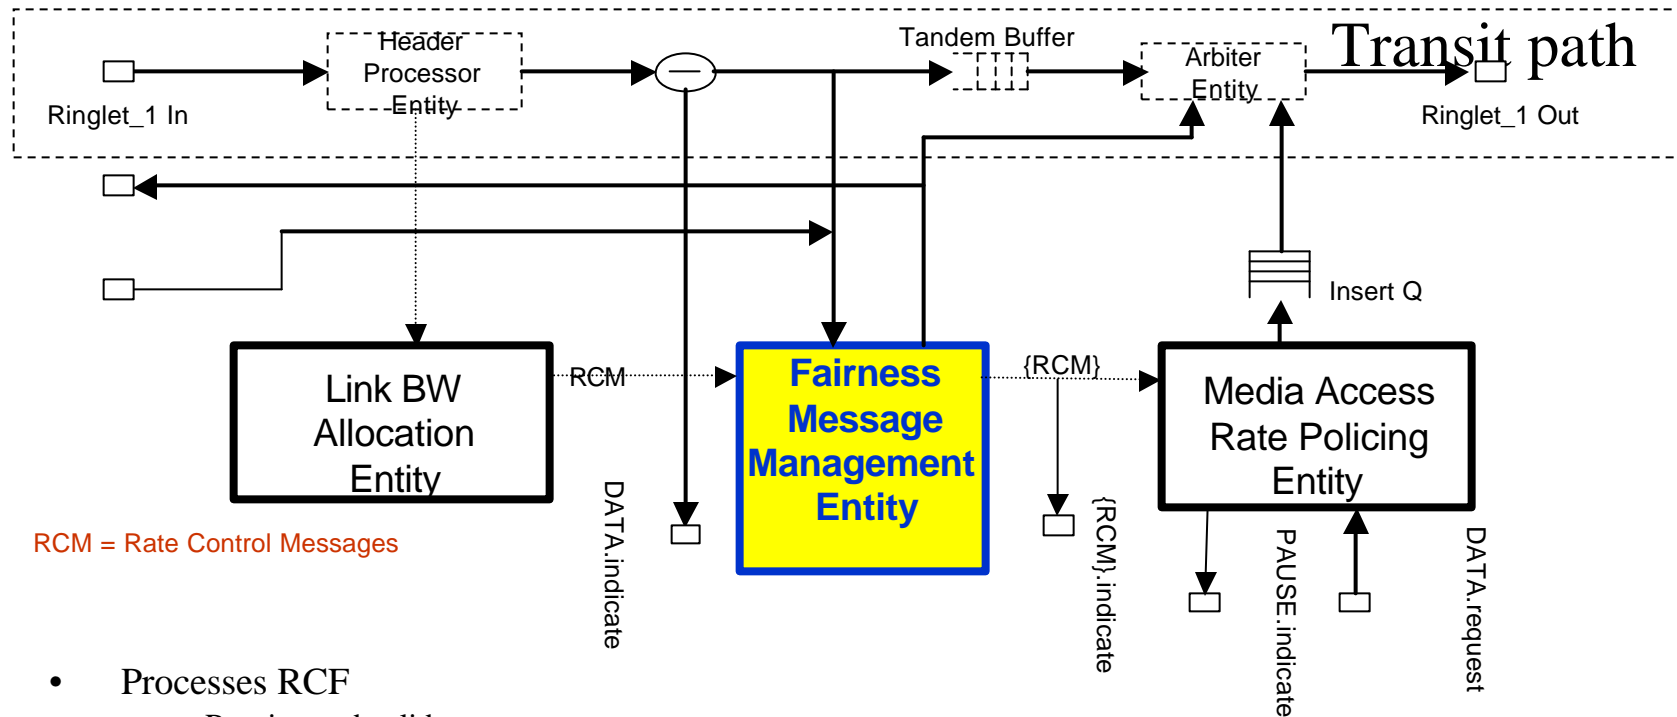 Transit path
Header
Processor
Entity
Tandem Buffer
Arbiter
Entity
Ringlet_1 In
Ringlet_1 Out
Insert Q
Link BW
Allocation
Entity
RCM
Fairness
Message
Management
Entity
{RCM}
Media Access
Rate Policing
Entity
RCM = Rate Control Messages
DATA.indicate
{RCM}.indicate
PAUSE.indicate
DATA.request
• Processes RCF